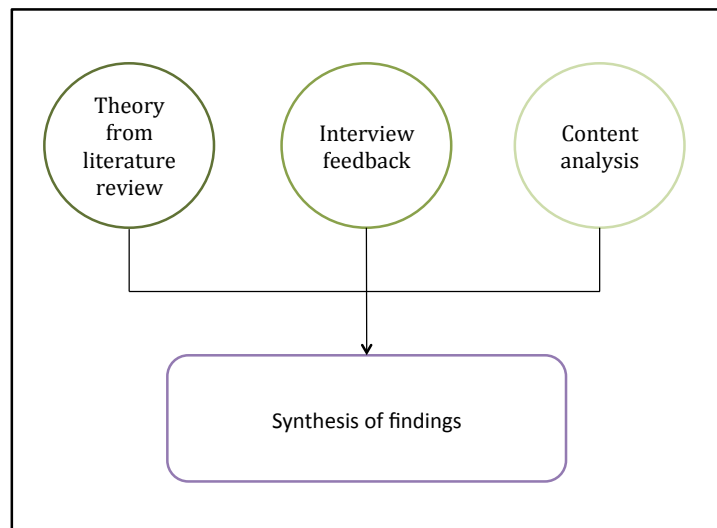 Theory
from
literature
review
Interview
feedback
Content
analysis
Synthesis of findings